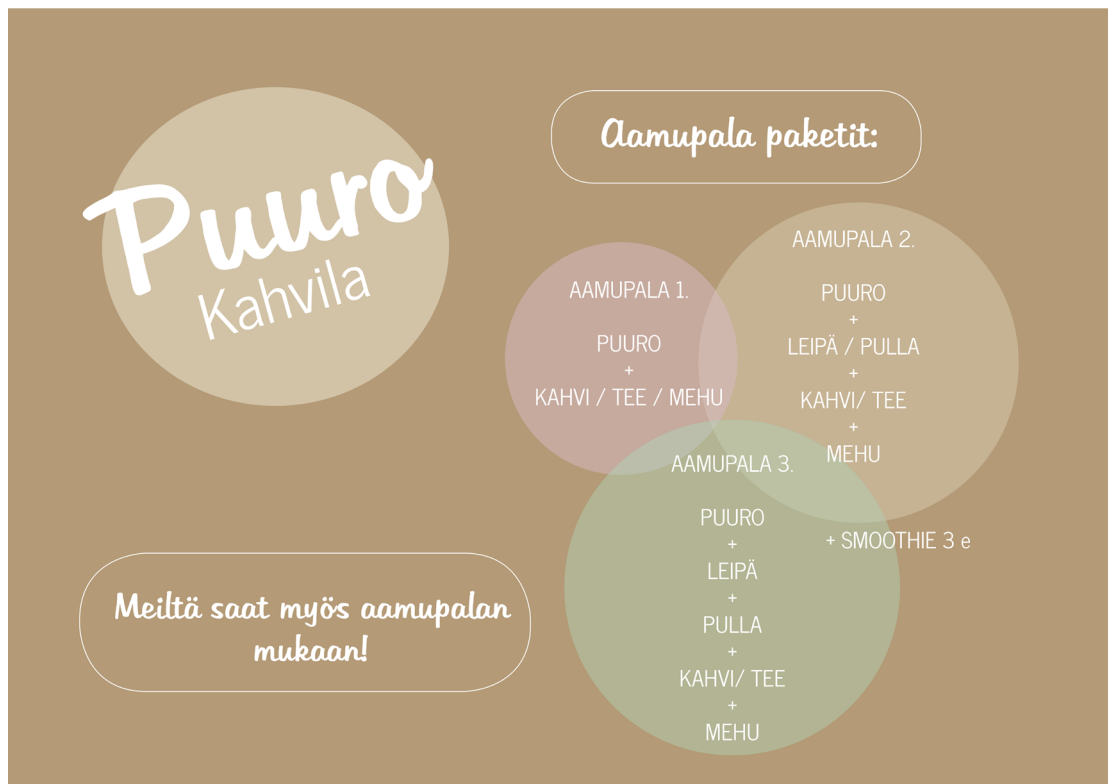 Puuro
Kahvila
Aamupala paketit:
AAMUPALA 1.
PUURO
+
KAHVI / TEE / MEHU
AAMUPALA 2.
PUURO
+
LEIPÄ / PULLA
+
KAHVI/ TEE
+
MEHU
AAMUPALA 3.
PUURO
+
LEIPÄ
+
PULLA
+
KAHVI/ TEE
+
MEHU
+ SMOOTHIE 3 e
Meiltä saat myös aamupalan
mukaan!